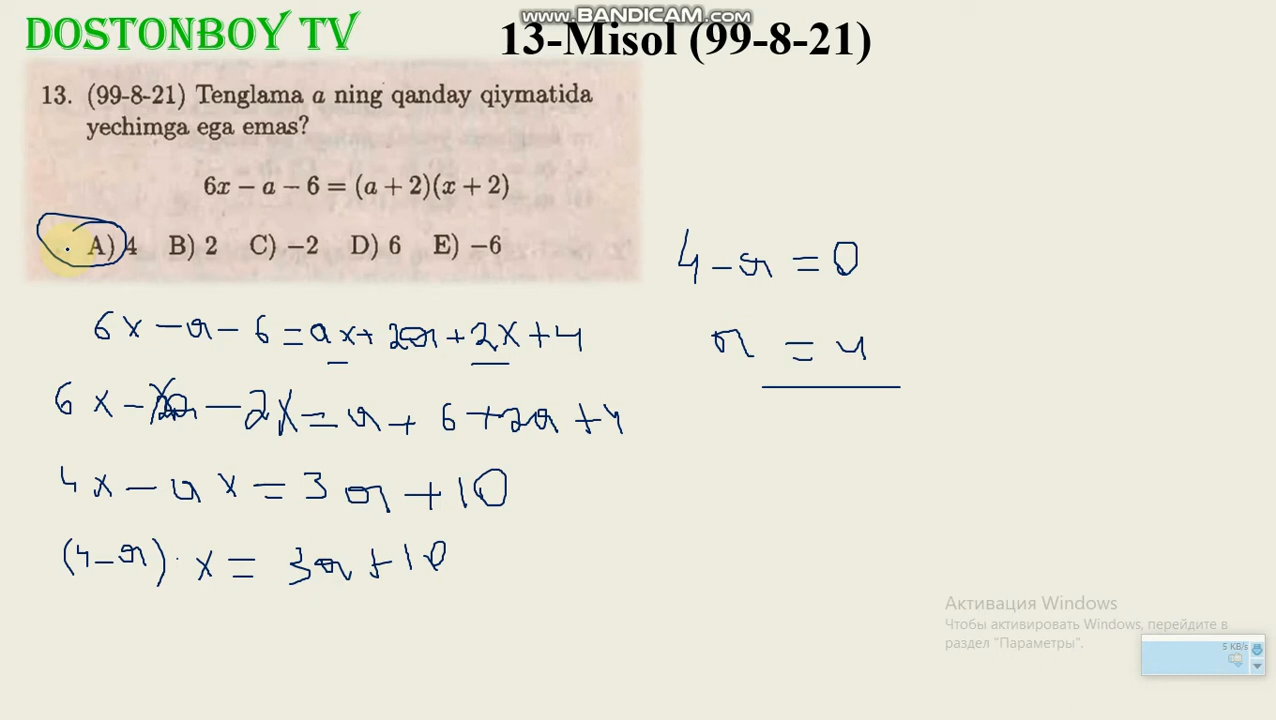 www.BANDICAM.com
DOSTONBOY TV
13-Misol (99-8-21)
13. (99-8-21) Tenglama a ning qanday qiymatida
yechimga ega emas?
6x − a − 6 = (a + 2)(x + 2)
A) 4 B) 2 C) −2 D) 6 E) −6
4 − a = 0
a = 4
6x − a − 6 = ax + 2a + 2x + 4
6x − − 2x = a + 6 + 2a + 4
4x − ax = 3a + 10
(4 − a) · x = 3a + 10
Активация Windows
Чтобы активировать Windows, перейдите в
раздел "Параметры".
5 KB/s